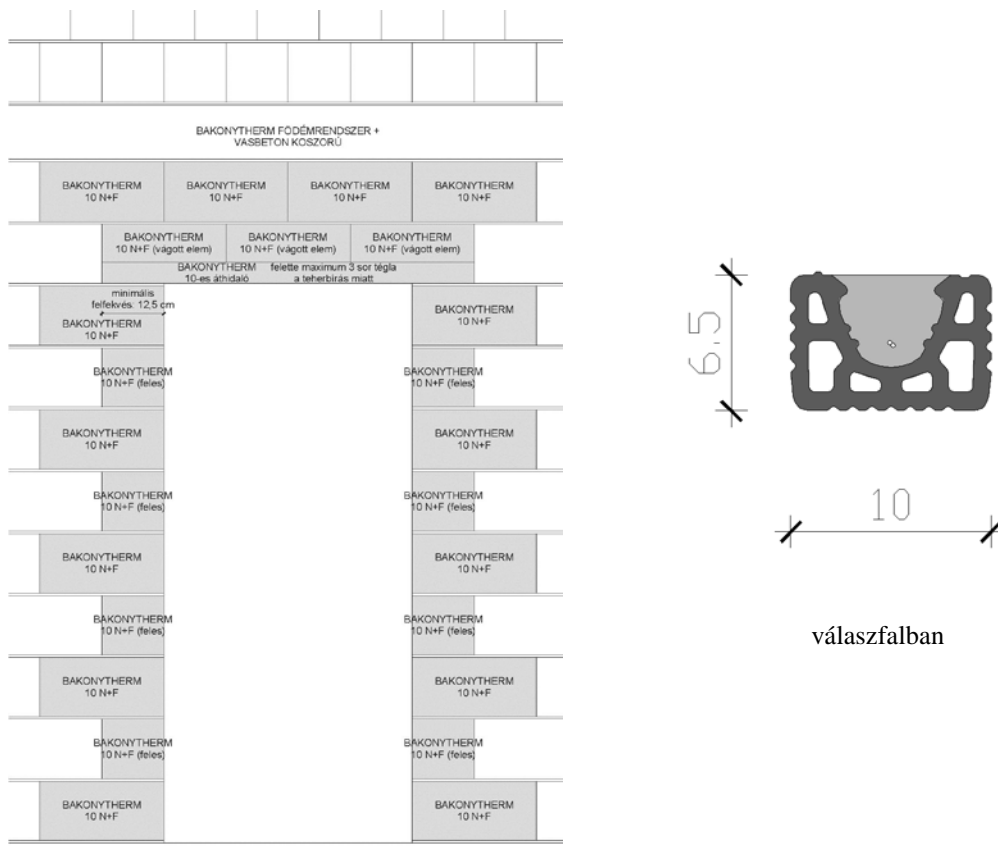 BAKONYTHERM FÖDÉMRENDSZER +
VASBETON KOSZORÚ
BAKONYTHERM
10 N+F
BAKONYTHERM
10 N+F
BAKONYTHERM
10 N+F
BAKONYTHERM
10 N+F
BAKONYTHERM
10 N+F (vágott elem)
BAKONYTHERM
10 N+F (vágott elem)
BAKONYTHERM
10 N+F (vágott elem)
BAKONYTHERM felette maximum 3 sor tégla
10-es áthidaló a teherbírás miatt
minimális
felfekvés: 12,5 cm
BAKONYTHERM
10 N+F
BAKONYTHERM
10 N+F
BAKONYTHERM
10 N+F (feles)
BAKONYTHERM
10 N+F (feles)
BAKONYTHERM
10 N+F
BAKONYTHERM
10 N+F
BAKONYTHERM
10 N+F (feles)
BAKONYTHERM
10 N+F (feles)
BAKONYTHERM
10 N+F
BAKONYTHERM
10 N+F
BAKONYTHERM
10 N+F (feles)
BAKONYTHERM
10 N+F (feles)
BAKONYTHERM
10 N+F
BAKONYTHERM
10 N+F
BAKONYTHERM
10 N+F (feles)
BAKONYTHERM
10 N+F (feles)
BAKONYTHERM
10 N+F
BAKONYTHERM
10 N+F
6.5
10
válaszfalban